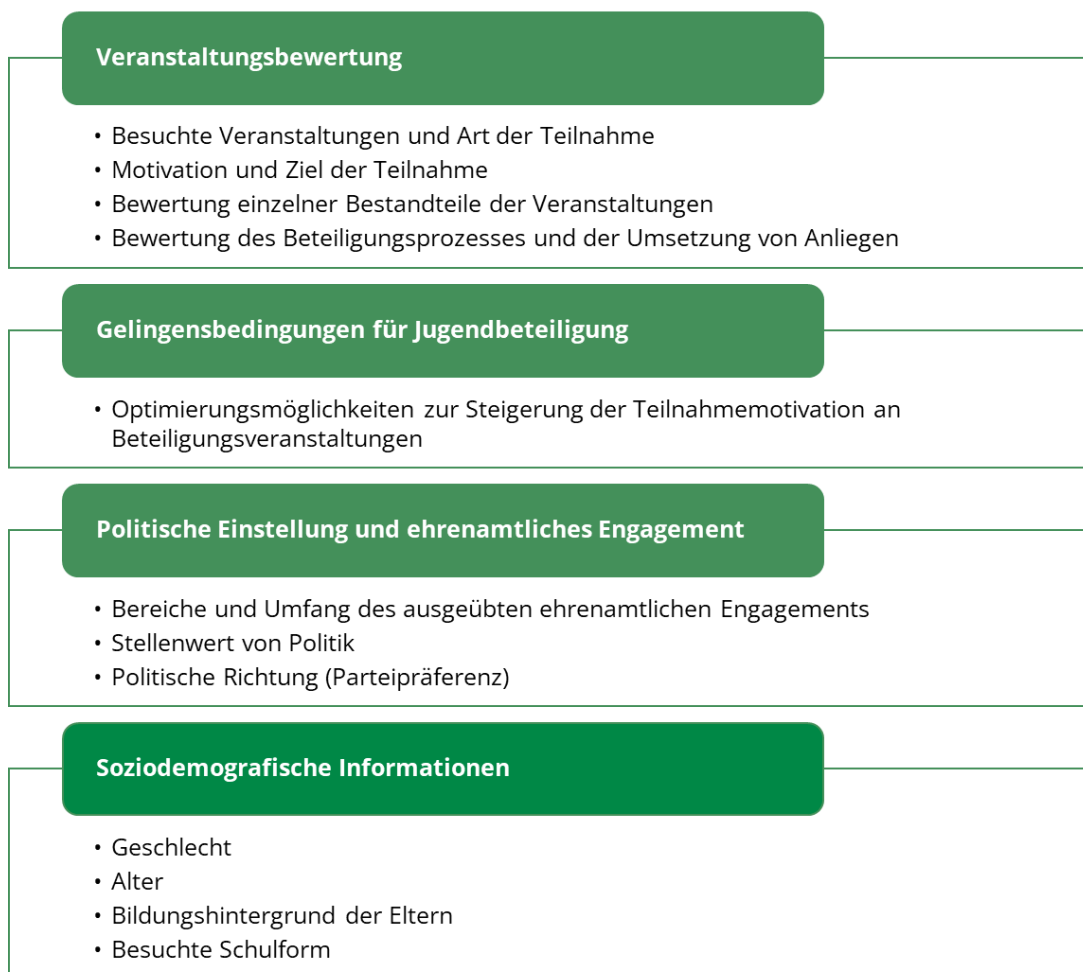 Veranstaltungsbewertung
• Besuchte Veranstaltungen und Art der Teilnahme
• Motivation und Ziel der Teilnahme
• Bewertung einzelner Bestandteile der Veranstaltungen
• Bewertung des Beteiligungsprozesses und der Umsetzung von Anliegen
Gelingensbedingungen für Jugendbeteiligung
• Optimierungsmöglichkeiten zur Steigerung der Teilnahmemotivation an
Beteiligungsveranstaltungen
Politische Einstellung und ehrenamtliches Engagement
• Bereiche und Umfang des ausgeübten ehrenamtlichen Engagements
• Stellenwert von Politik
• Politische Richtung (Parteipräferenz)
Soziodemografische Informationen
• Geschlecht
• Alter
• Bildungshintergrund der Eltern
• Besuchte Schulform